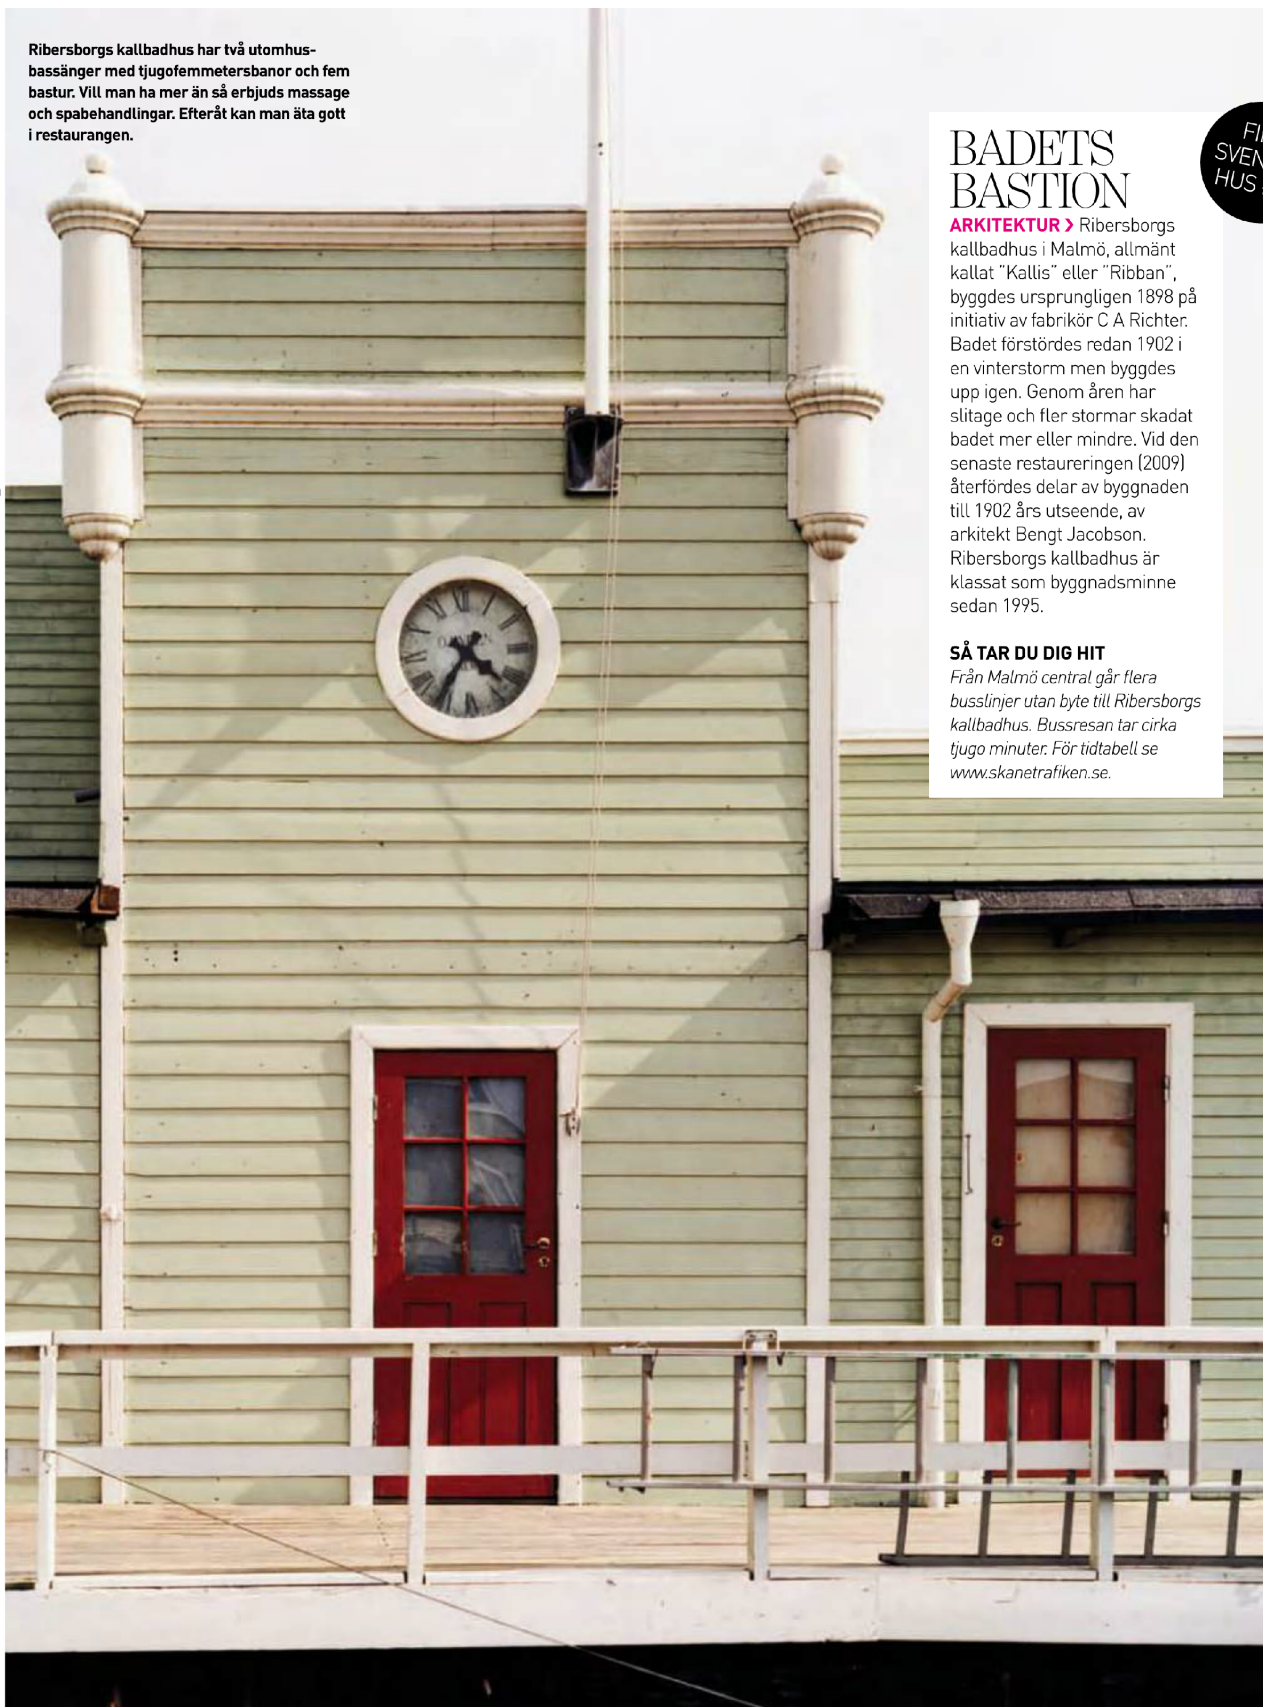 Ribersborgs kallbadhus har två utomhus-
bassänger med tjugofemmetersbanor och fem
bastur. Vill man ha mer än så erbjuds massage
och spabehandlingar. Efteråt kan man äta gott
i restaurangen.
BADETS
BASTION
ARKITEKTUR › Ribersborgs
kallbadhus i Malmö, allmänt
kallat ”Kallis” eller ”Ribban”,
byggdes ursprungligen 1898 på
initiativ av fabrikör C A Richter.
Badet förstördes redan 1902 i
en vinterstorm men byggdes
upp igen. Genom åren har
slitage och fler stormar skadat
badet mer eller mindre. Vid den
senaste restaureringen (2009)
återfördes delar av byggnaden
till 1902 års utseende, av
arkitekt Bengt Jacobson.
Ribersborgs kallbadhus är
klassat som byggnadsminne
sedan 1995.
SÅ TAR DU DIG HIT
Från Malmö central går flera
busslinjer utan byte till Ribersborgs
kallbadhus. Bussresan tar cirka
tjugo minuter. För tidtabell se
www.skanetrafiken.se.
HUS